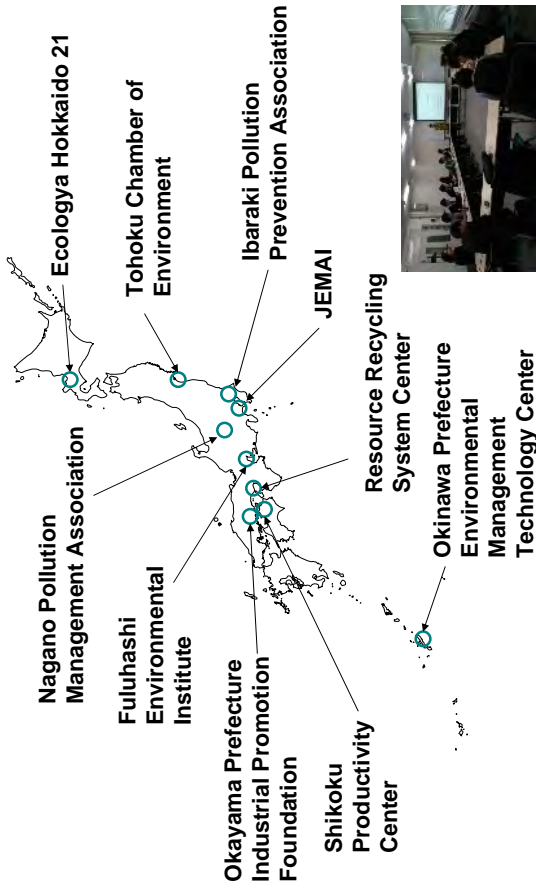 Ecologya Hokkaido 21
Tohoku Chamber of
Environment
Ibaraki Pollution
Prevention Association
JEMAI
Nagano Pollution
Management Association
Fuluhashi
Environmental
Institute
Resource Recycling
System Center
Okayama Prefecture
Industrial Promotion
Foundation
Shikoku
Productivity
Center
Okinawa Prefecture
Environmental
Management
Technology Center